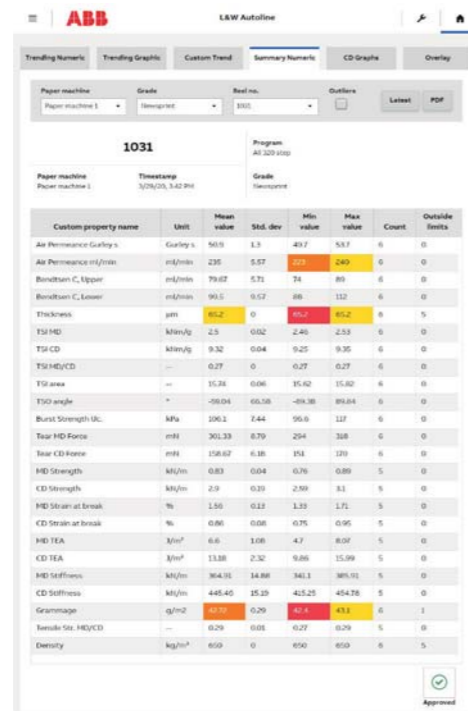 ABB
L&W Autoline
Trending Numeric Trending Graphic Custom Trend Summary Numeric CD Graphs Overlay
Paper machine Grade Reel no. Outliers
Paper machine 1 Newsprint 1031 Latest PDF
1031
Program
All 320 step
Paper machine Timestamp Grade
Paper machine 1 3/29/20, 3:42 PM Newsprint
Custom property name Unit Mean value Std. dev Min value Max value Count Outside limits
Air Permeance Gurley s Gurley s 50.9 1.3 49.7 53.7 6 0
Air Permeance ml/min ml/min 235 5.57 223 240 6 0
Bendtsen C, Upper ml/min 79.67 5.71 74 89 6 0
Bendtsen C, Lower ml/min 99.5 9.57 88 112 6 0
Thickness µm 65.2 0 65.2 65.2 6 5
TSI MD kNm/g 2.5 0.02 2.46 2.53 6 0
TSI CD kNm/g 9.32 0.04 9.25 9.35 6 0
TSI MD/CD -- 0.27 0 0.27 0.27 6 0
TSI area -- 15.74 0.06 15.62 15.82 6 0
TSO angle ° -59.04 66.58 -89.38 89.84 6 0
Burst Strength Uc. kPa 106.1 7.44 96.6 117 6 0
Tear MD Force mN 301.33 8.79 294 318 6 0
Tear CD Force mN 158.67 6.18 151 170 6 0
MD Strength kN/m 0.83 0.04 0.76 0.89 5 0
CD Strength kN/m 2.9 0.19 2.59 3.1 5 0
MD Strain at break % 1.56 0.13 1.33 1.71 5 0
CD Strain at break % 0.86 0.08 0.75 0.95 5 0
MD TEA J/m² 6.6 1.08 4.7 8.07 5 0
CD TEA J/m² 13.18 2.32 9.86 15.99 5 0
MD Stiffness kN/m 364.91 14.88 341.1 385.91 5 0
CD Stiffness kN/m 445.46 15.19 415.25 454.78 5 0
Grammage g/m2 42.72 0.29 42.4 43.1 6 1
Tensile Str. MD/CD -- 0.29 0.01 0.27 0.29 5 0
Density kg/m³ 650 0 650 650 6 5
Approved